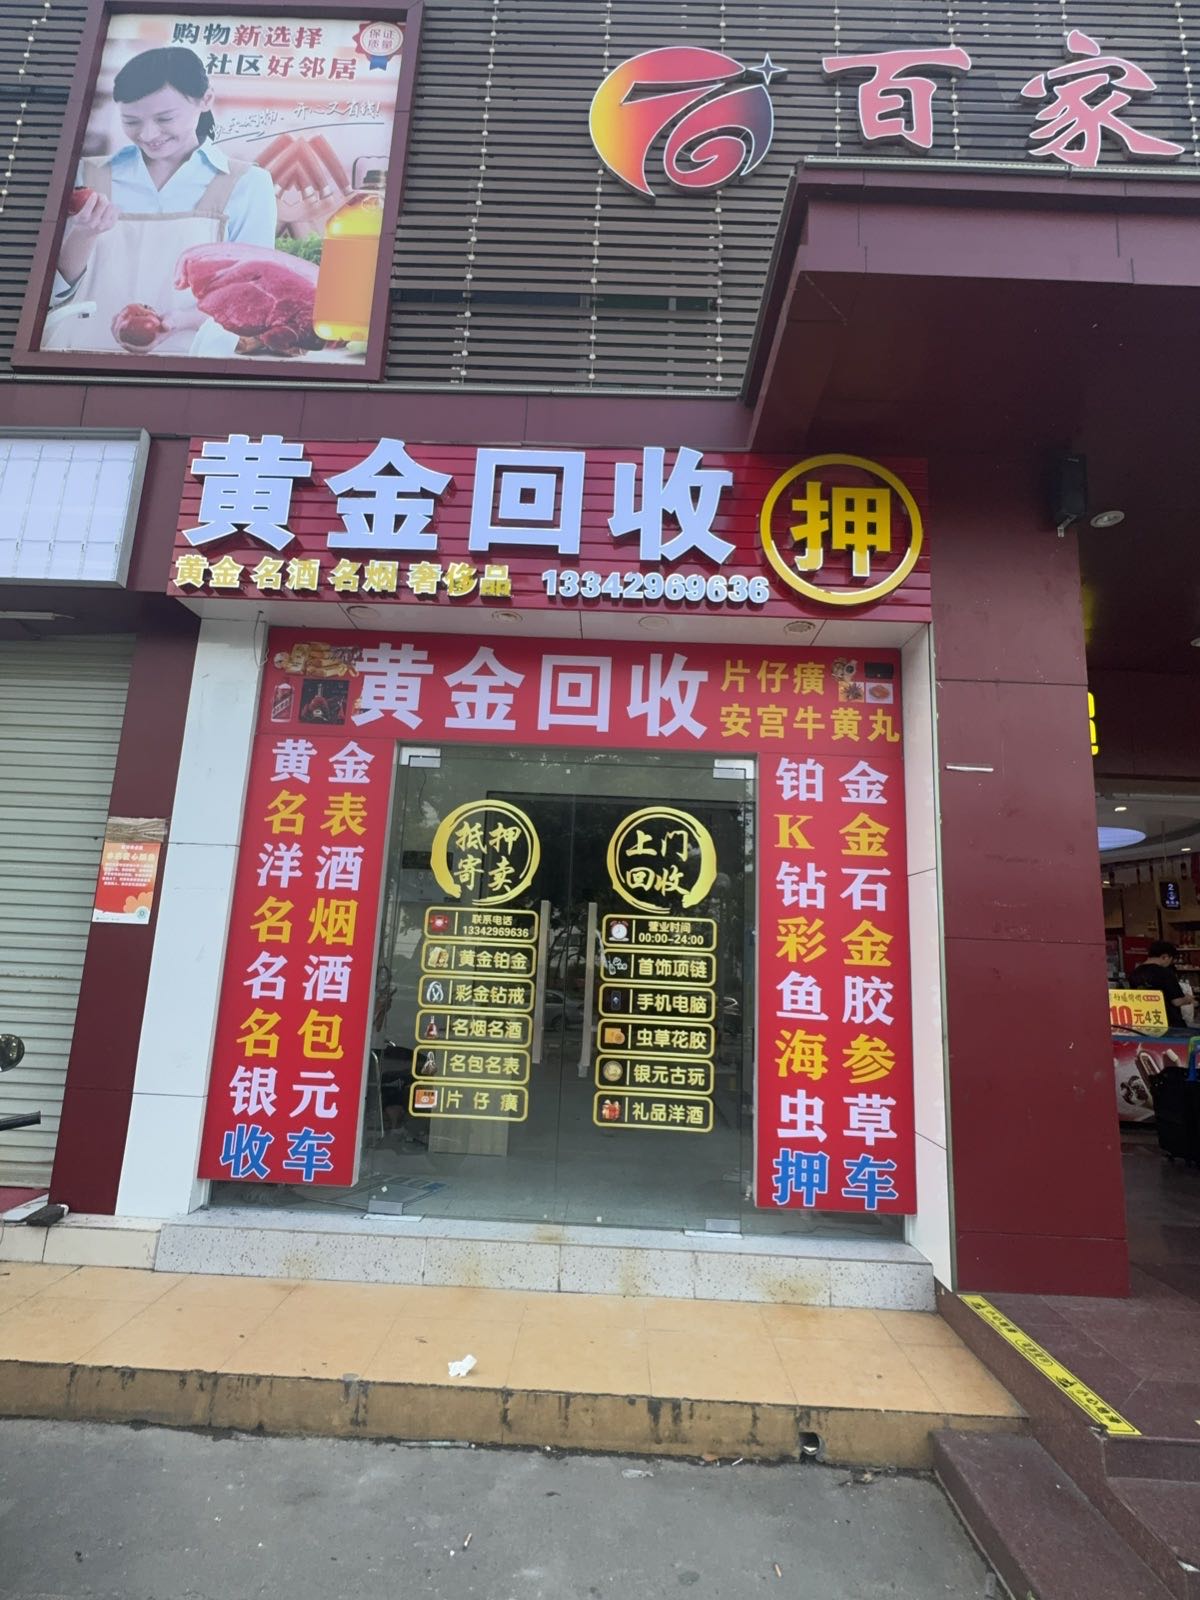 购物新选择
社区好邻居
保证
质量
开心又省钱!
百家
黄金回收
押
黄金 名酒 名烟 奢侈品 13342969636
黄金回收
片仔癀
安宫牛黄丸
黄金
名表
洋酒
名烟
名酒
名包
银元
收车
抵押
寄卖
联系电话
13342969636
黄金铂金
彩金钻戒
名烟名酒
名包名表
片仔癀
上门
回收
营业时间
00:00-24:00
首饰项链
手机电脑
虫草花胶
银元古玩
礼品洋酒
铂金
K金
钻石
彩金
鱼胶
海参
虫草
押车
2
10元4支